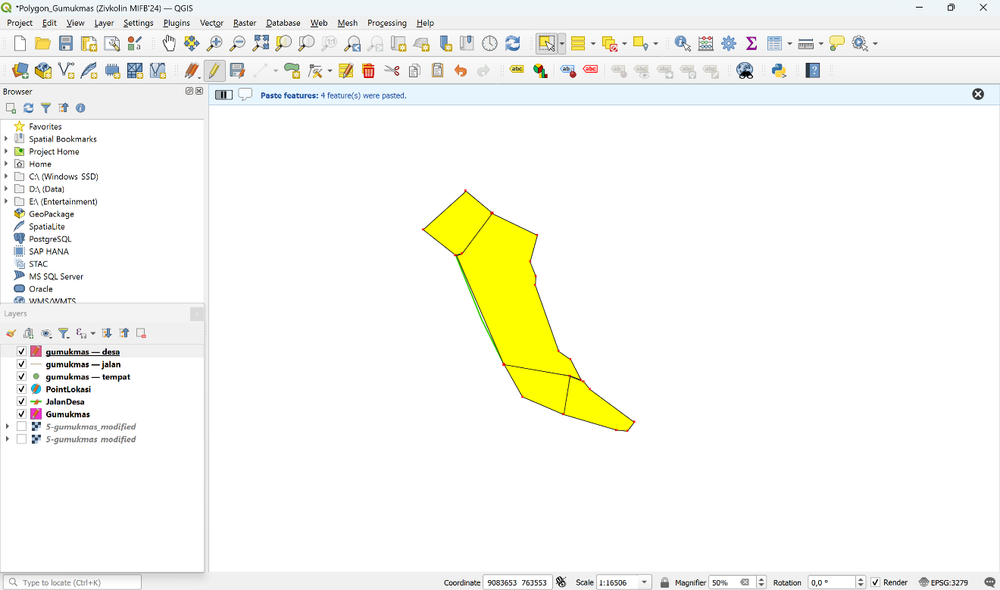 *Polygon_Gumukmas (Zivkolin MIFB'24) — QGIS
Project Edit View Layer Settings Plugins Vector Raster Database Web Mesh Processing Help
Browser
Paste features: 4 feature(s) were pasted.
Favorites
Spatial Bookmarks
Project Home
Home
C:\ (Windows SSD)
D:\ (Data)
E:\ (Entertainment)
GeoPackage
SpatiaLite
PostgreSQL
SAP HANA
STAC
MS SQL Server
Oracle
WMS/WMTS
Layers
gumukmas — desa
gumukmas — jalan
gumukmas — tempat
PointLokasi
JalanDesa
Gumukmas
5-gumukmas_modified
5-gumukmas modified
Type to locate (Ctrl+K) Coordinate 9083653 763553 Scale 1:16506 Magnifier 50% Rotation 0,0 ° Render EPSG:3279